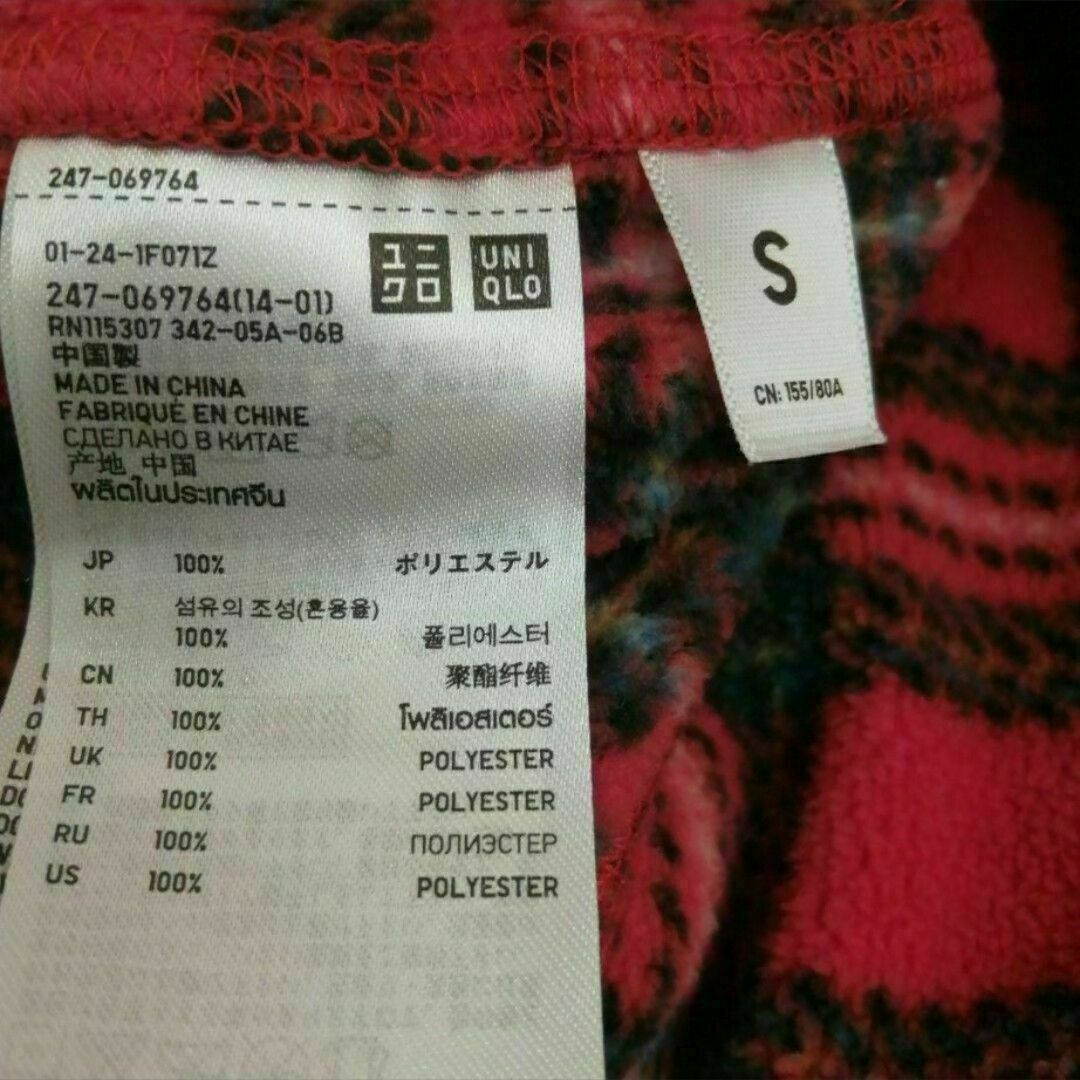 247-069764
01-24-1F071Z
ユニ
クロ
UNI
QLO
247-069764(14-01)
RN115307 342-05A-06B
中国製
MADE IN CHINA
FABRIQUÉ EN CHINE
СДЕЛАНО В КИТАЕ
产地 中国
ผลิตในประเทศจีน
JP 100% ポリエステル
KR 섬유의 조성(혼용율)
100% 폴리에스터
CN 100% 聚酯纤维
TH 100% โพลีเอสเตอร์
UK 100% POLYESTER
FR 100% POLYESTER
RU 100% ПОЛИЭСТЕР
US 100% POLYESTER
S
CN: 155/80A